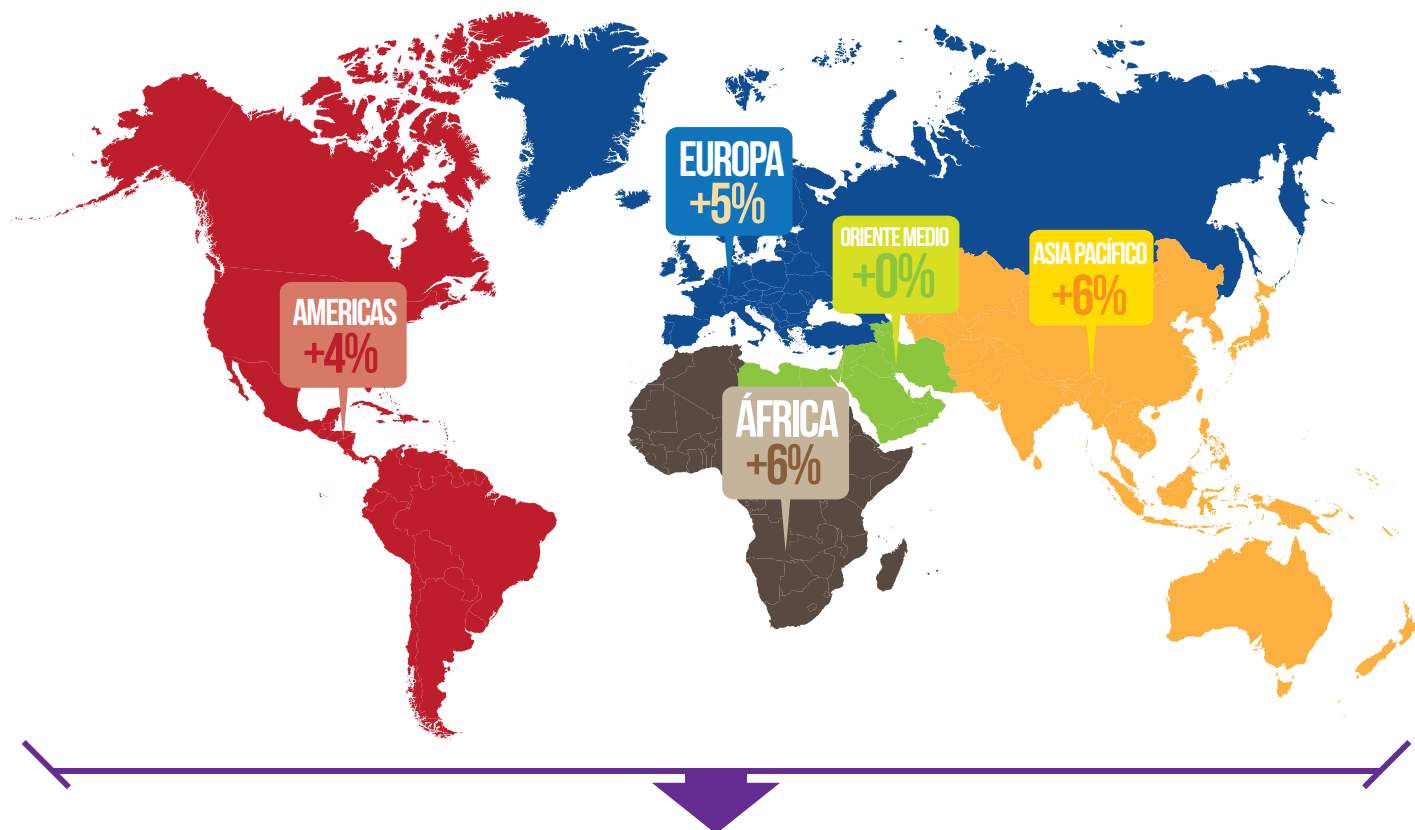 EUROPA
+5%
ORIENTE MEDIO
+0%
ASIA PACÍFICO
+6%
AMERICAS
+4%
ÁFRICA
+6%